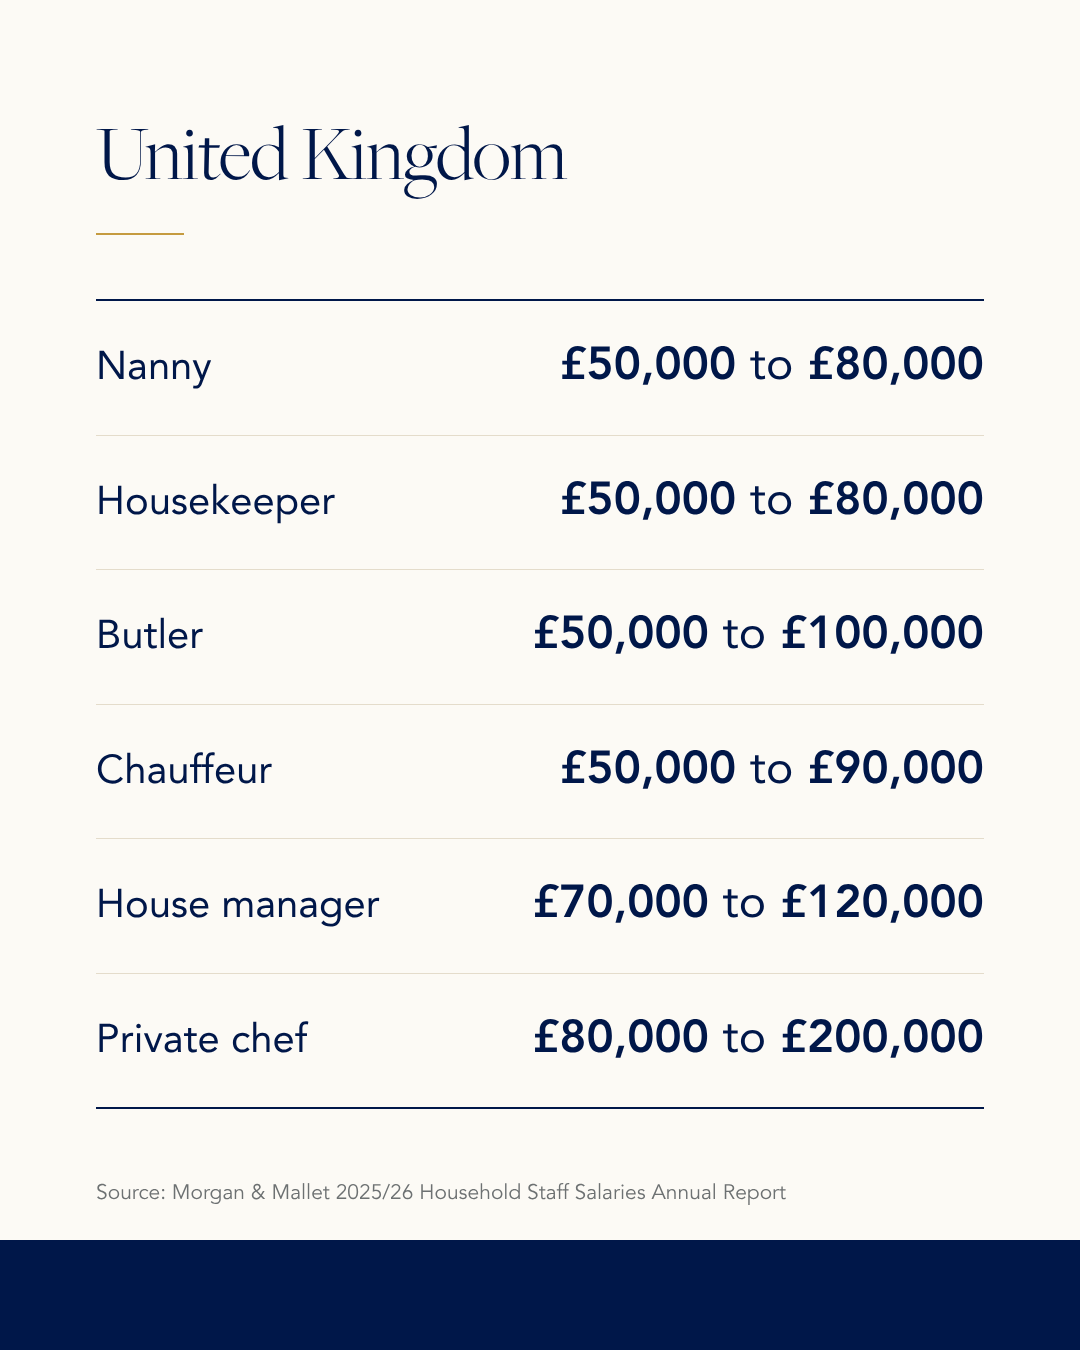 United Kingdom
Nanny £50,000 to £80,000
Housekeeper £50,000 to £80,000
Butler £50,000 to £100,000
Chauffeur £50,000 to £90,000
House manager £70,000 to £120,000
Private chef £80,000 to £200,000
Source: Morgan & Mallet 2025/26 Household Staff Salaries Annual Report